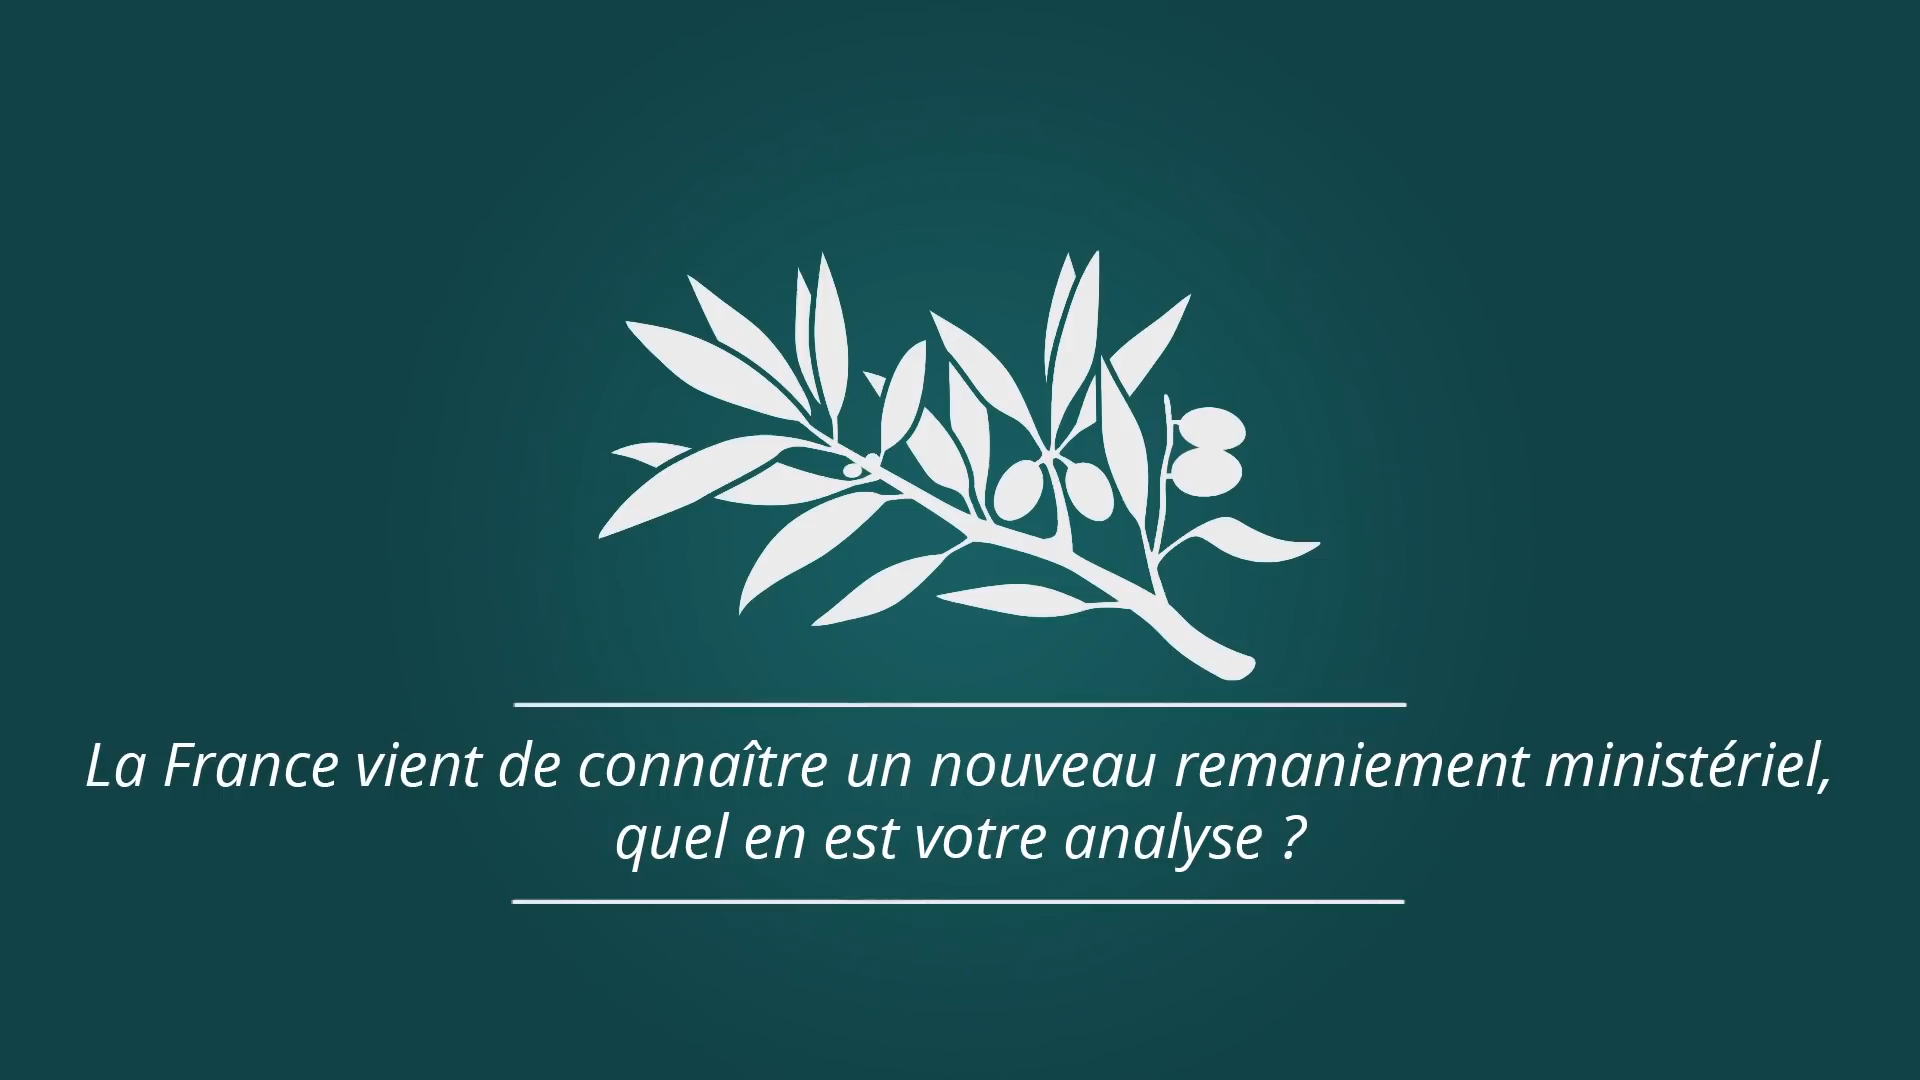 La France vient de connaître un nouveau remaniement ministériel,
quel en est votre analyse ?